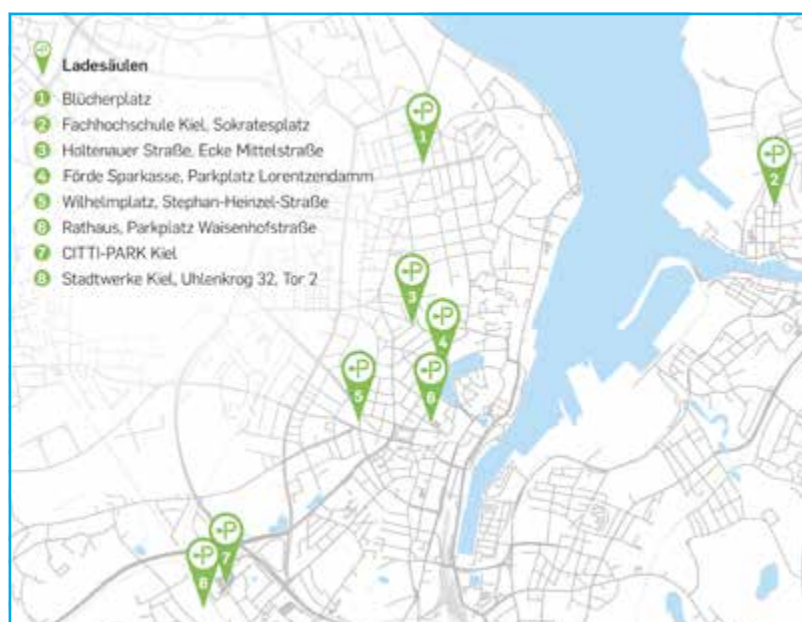 Ladesäulen
1 Blücherplatz
2 Fachhochschule Kiel, Sokratesplatz
3 Holtenauer Straße, Ecke Mittelstraße
4 Förde Sparkasse, Parkplatz Lorentzendamm
5 Wilhelmplatz, Stephan-Heinzel-Straße
6 Rathaus, Parkplatz Waisenhofstraße
7 CITTI-PARK Kiel
8 Stadtwerke Kiel, Uhlenkrog 32, Tor 2
P
1
P
2
P
3
P
4
P
5
P
6
P
7
P
8